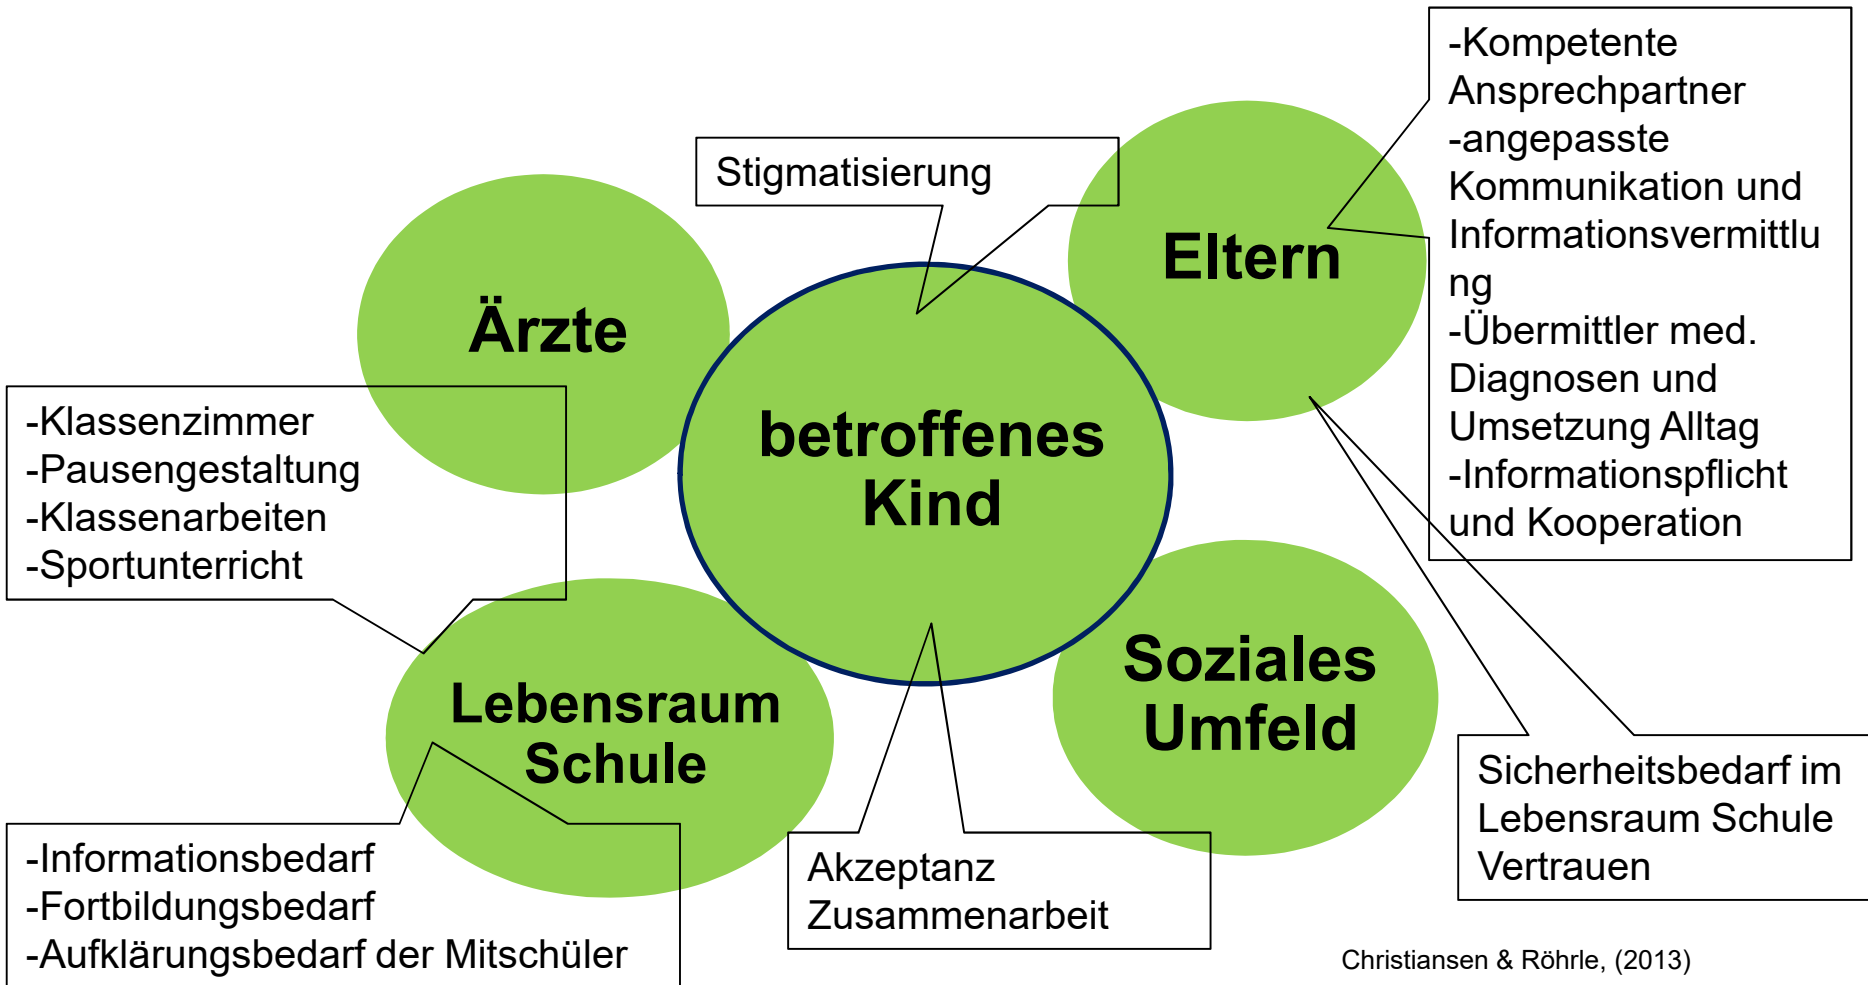 -Kompetente
Ansprechpartner
-angepasste
Kommunikation und
Informationsvermittlu
ng
-Übermittler med.
Diagnosen und
Umsetzung Alltag
-Informationspflicht
und Kooperation
Stigmatisierung
Eltern
Ärzte
betroffenes
Kind
-Klassenzimmer
-Pausengestaltung
-Klassenarbeiten
-Sportunterricht
Soziales
Umfeld
Lebensraum
Schule
Sicherheitsbedarf im
Lebensraum Schule
Vertrauen
-Informationsbedarf
-Fortbildungsbedarf
-Aufklärungsbedarf der Mitschüler
Akzeptanz
Zusammenarbeit
Christiansen & Röhrle, (2013)